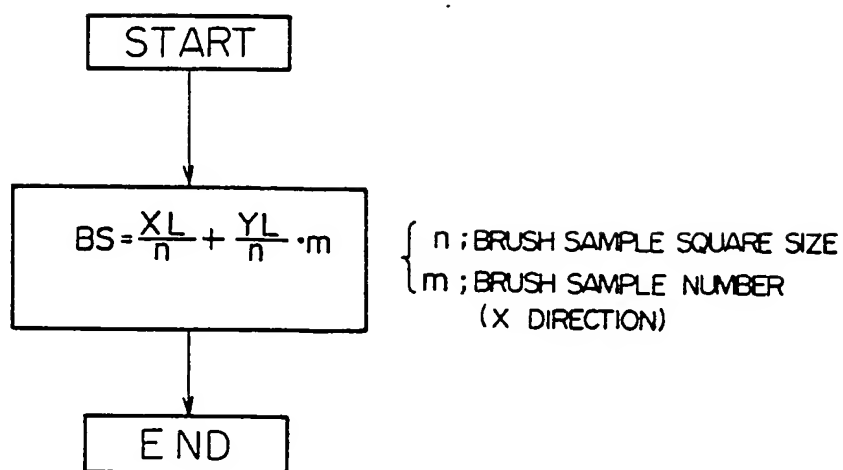 START
BS = XL/n + YL/n ·m
n ; BRUSH SAMPLE SQUARE SIZE
m ; BRUSH SAMPLE NUMBER
(X DIRECTION)
END